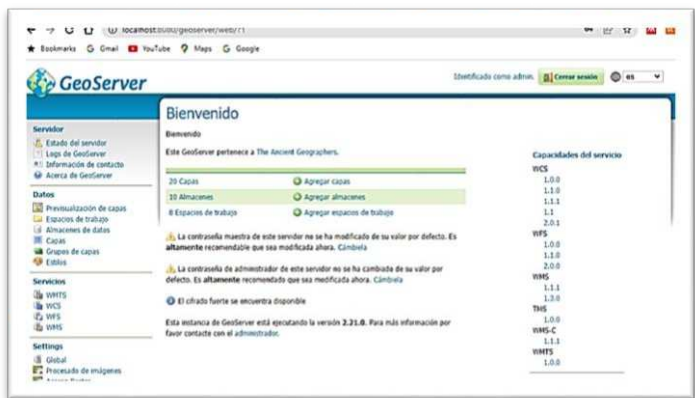 localhost:8080/geoserver/web/?1
Bookmarks Gmail YouTube Maps Google
GeoServer
Identificado como admin. Cerrar sesión es
Servidor
Estado del servidor
Logs de GeoServer
Información de contacto
Acerca de GeoServer
Datos
Previsualización de capas
Espacios de trabajo
Almacenes de datos
Capas
Grupos de capas
Estilos
Servicios
WMTS
WCS
WFS
WMS
Settings
Global
Procesado de imágenes
Bienvenido
Bienvenido
Este GeoServer pertenece a The Ancient Geographers.
20 Capas Agregar capas
10 Almacenes Agregar almacenes
8 Espacios de trabajo Agregar espacios de trabajo
La contraseña maestra de este servidor no se ha modificado de su valor por defecto. Es
altamente recomendable que sea modificada ahora. Cámbiela
La contraseña de administrador de este servidor no se ha cambiado de su valor por
defecto. Es altamente recomendado que sea modificada ahora. Cámbiela
El cifrado fuerte se encuentra disponible
Esta instancia de GeoServer está ejecutando la versión 2.21.0. Para más información por
favor contacte con el administrador.
Capacidades del servicio
WCS
1.0.0
1.1.0
1.1.1
1.1
2.0.1
WFS
1.0.0
1.1.0
2.0.0
WMS
1.1.1
1.3.0
TMS
1.0.0
WMS-C
1.1.1
WMTS
1.0.0